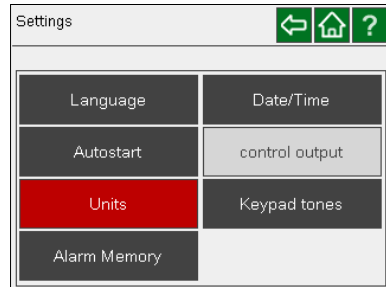 Settings
?
Language
Date/Time
Autostart
control output
Units
Keypad tones
Alarm Memory